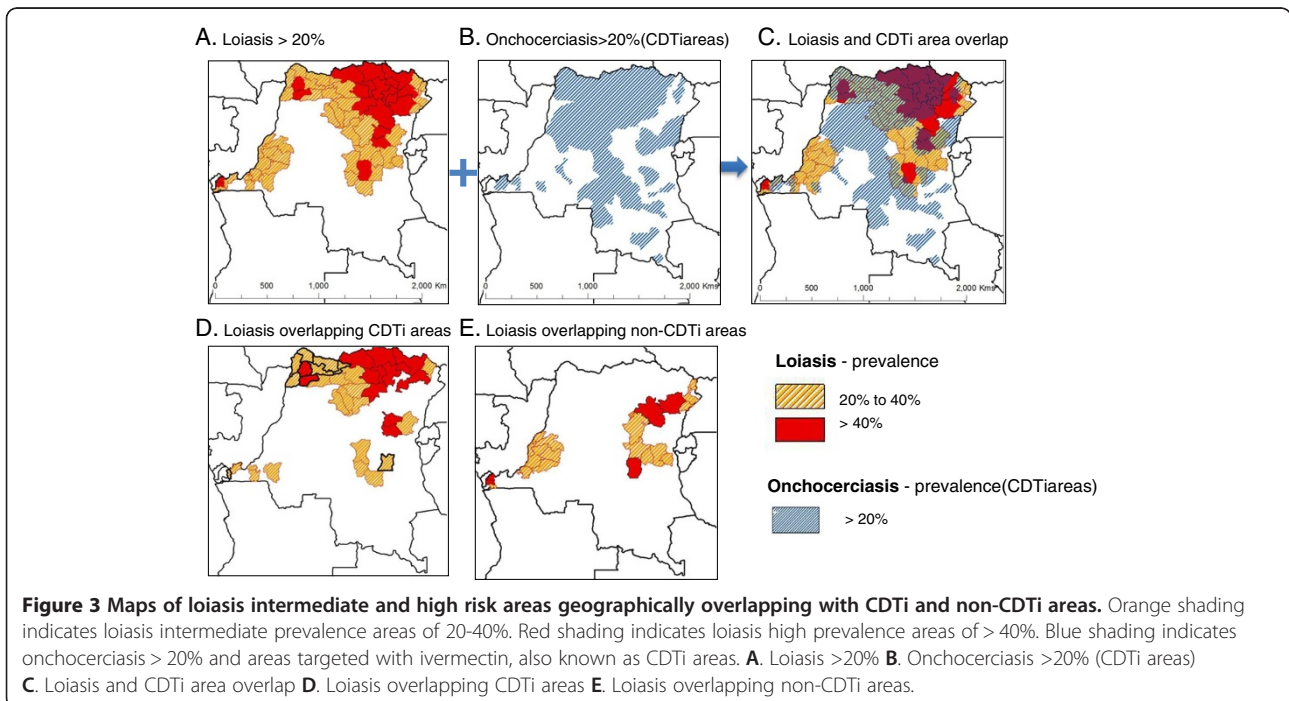 A. Loiasis > 20%
B. Onchocerciasis>20%(CDTiareas)
C. Loiasis and CDTi area overlap
0 500 1,000 2,000 Kms
0 500 1,000 2,000 Kms
0 500 1,000 2,000 Kms
D. Loiasis overlapping CDTi areas
E. Loiasis overlapping non-CDTi areas
Loiasis - prevalence
20% to 40%
> 40%
Onchocerciasis - prevalence(CDTiareas)
> 20%
Figure 3 Maps of loiasis intermediate and high risk areas geographically overlapping with CDTi and non-CDTi areas. Orange shading
indicates loiasis intermediate prevalence areas of 20-40%. Red shading indicates loiasis high prevalence areas of > 40%. Blue shading indicates
onchocerciasis > 20% and areas targeted with ivermectin, also known as CDTi areas. A. Loiasis >20% B. Onchocerciasis >20% (CDTi areas)
C. Loiasis and CDTi area overlap D. Loiasis overlapping CDTi areas E. Loiasis overlapping non-CDTi areas.